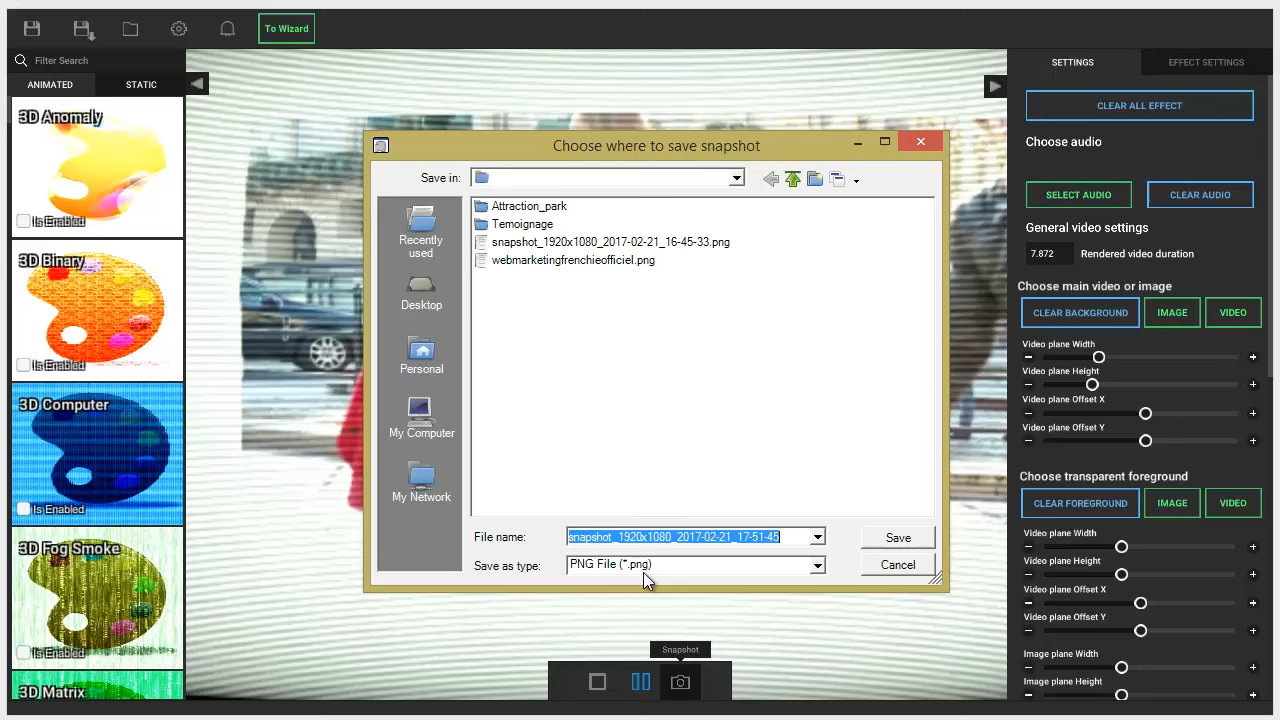 To Wizard
Filter Search
ANIMATED
STATIC
3D Anomaly
Is Enabled
3D Binary
Is Enabled
3D Computer
Is Enabled
3D Fog Smoke
Is Enabled
3D Matrix
Choose where to save snapshot
Save in:
Recently used
Desktop
Personal
My Computer
My Network
Attraction_park
Temoignage
snapshot_1920x1080_2017-02-21_16-45-33.png
webmarketingfrenchieofficiel.png
File name:
snapshot_1920x1080_2017-02-21_17-51-45
Save
Save as type:
PNG File (*.png)
Cancel
Snapshot
SETTINGS
EFFECT SETTINGS
CLEAR ALL EFFECT
Choose audio
SELECT AUDIO
CLEAR AUDIO
General video settings
7.872
Rendered video duration
Choose main video or image
CLEAR BACKGROUND
IMAGE
VIDEO
Video plane Width
Video plane Height
Video plane Offset X
Video plane Offset Y
Choose transparent foreground
CLEAR FOREGROUND
IMAGE
VIDEO
Video plane Width
Video plane Height
Video plane Offset X
Video plane Offset Y
Image plane Width
Image plane Height